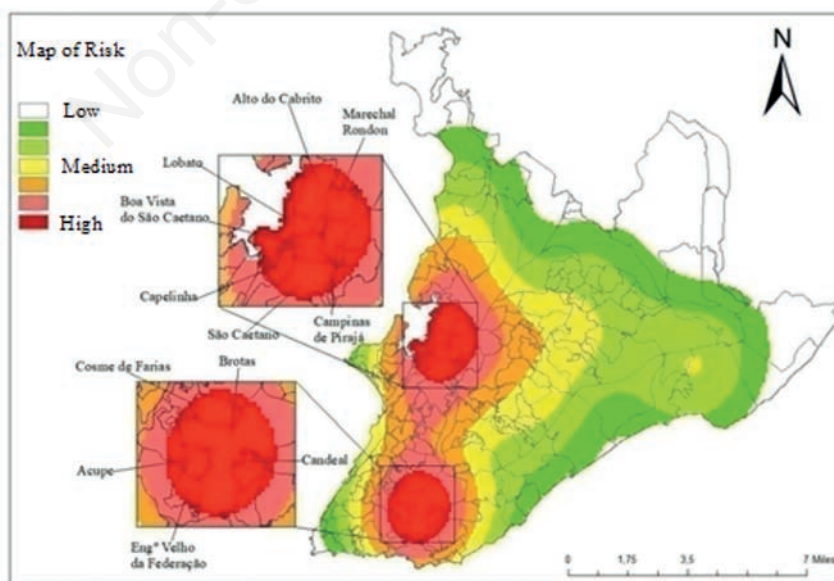 Non-co
Map of Risk
N
Low
Medium
High
Alto do Cabrito
Marechal
Rondon
Lobato
Boa Vista
do São Caetano
Capelinha
São Caetano
Campinas
de Pirajá
Brotas
Cosme de Farias
Acupe
Candeal
Engº Velho
da Federação
0 1,75 3.5 7 Miles